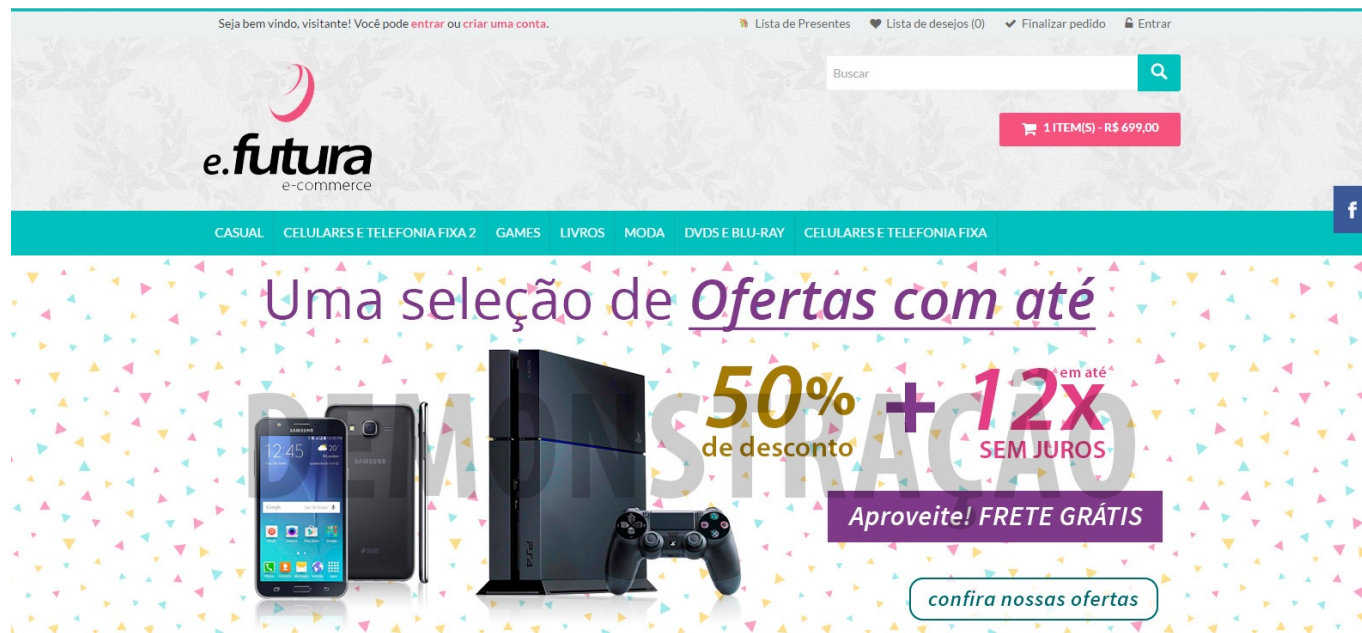 Seja bem vindo, visitante! Você pode entrar ou criar uma conta.
Lista de Presentes
Lista de desejos (0)
Finalizar pedido
Entrar
Buscar
1 ITEM(S) - R$ 699,00
e.futura
e-commerce
f
CASUAL
CELULARES E TELEFONIA FIXA 2
GAMES
LIVROS
MODA
DVDS E BLU-RAY
CELULARES E TELEFONIA FIXA
Uma seleção de Ofertas com até
50%
de desconto
+
em até
12x
SEM JUROS
DEMONSTRAÇÃO
SAMSUNG
12:45
SAMSUNG
Google
PS4
Aproveite! FRETE GRÁTIS
confira nossas ofertas